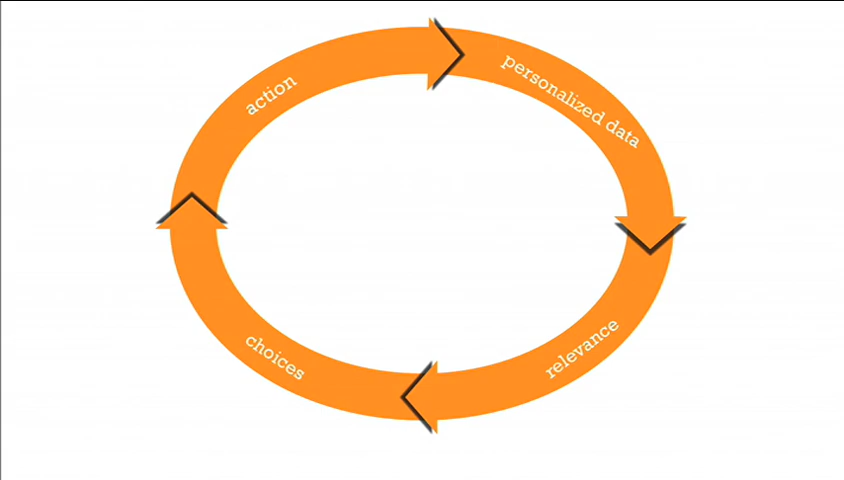 action
personalized data
relevance
choices